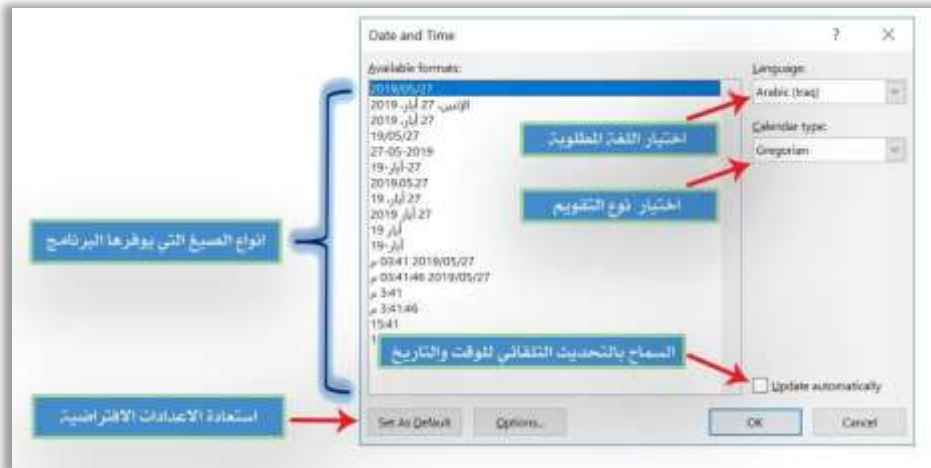 Date and Time
Available formats:
Language:
2019/05/27
Arabic (Iraq)
الإثنين، 27 أيار، 2019
27 أيار، 2019
Calendar type:
19/05/27
اختيار اللغة المطلوبة
27-05-2019
Gregorian
27-أيار-19
2019.05.27
27 أيار، 19
اختيار نوع التقويم
27 أيار 2019
أيار 19
انواع الصيغ التي يوفرها البرنامج
أيار-19
2019/05/27 03:41 م
2019/05/27 03:41:46 م
3:41 م
3:41:46 م
15:41
السماح بالتحديث التلقائي للوقت والتاريخ
Update automatically
استعادة الاعدادات الافتراضية
Set As Default
Options...
OK
Cancel